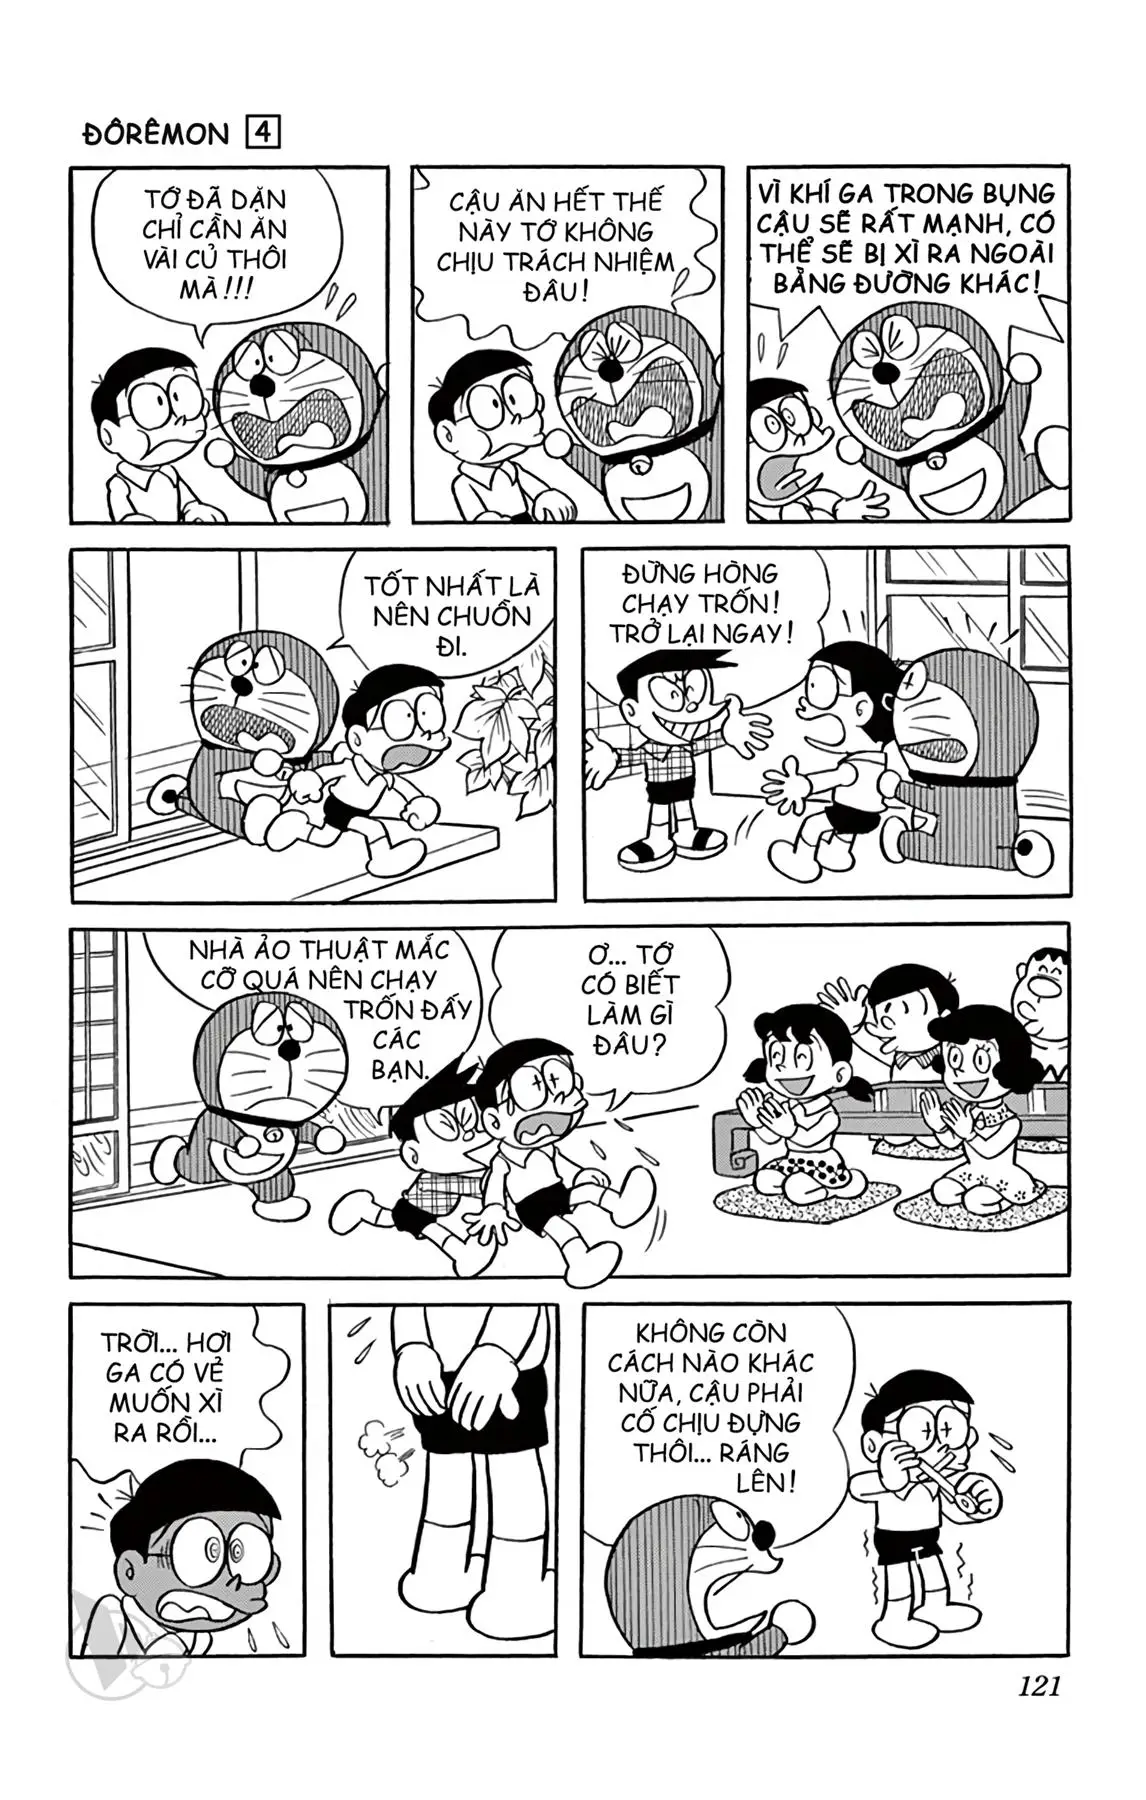 ĐÔRÊMON 4
TỚ ĐÃ DẶN
CHỈ CẦN ĂN
VÀI CỦ THÔI
MÀ!!!
CẬU ĂN HẾT THẾ
NÀY TỚ KHÔNG
CHỊU TRÁCH NHIỆM
ĐÂU!
VÌ KHÍ GA TRONG BỤNG
CẬU SẼ RẤT MẠNH, CÓ
THỂ SẼ BỊ XÌ RA NGOÀI
BẰNG ĐƯỜNG KHÁC!
TỐT NHẤT LÀ
NÊN CHUỒN
ĐI.
ĐỪNG HÒNG
CHẠY TRỐN!
TRỞ LẠI NGAY!
NHÀ ẢO THUẬT MẮC
CỠ QUÁ NÊN CHẠY
TRỐN ĐẤY
CÁC
BẠN.
Ơ... TỚ
CÓ BIẾT
LÀM GÌ
ĐÂU?
TRỜI... HƠI
GA CÓ VẺ
MUỐN XÌ
RA RỒI...
KHÔNG CÒN
CÁCH NÀO KHÁC
NỮA, CẬU PHẢI
CỐ CHỊU ĐỰNG
THÔI... RÁNG
LÊN!
121